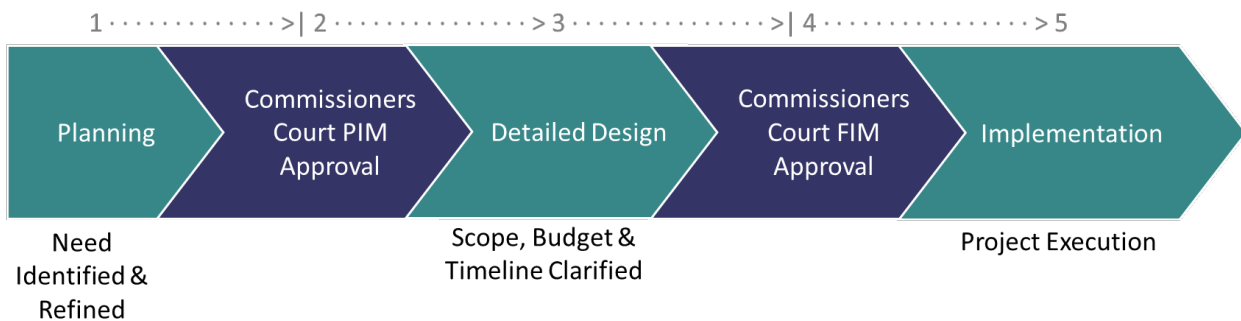 1 · · · · · · · · · · · · >| 2 · · · · · · · · · · · · · · · > 3 · · · · · · · · · · · · · · >| 4 · · · · · · · · · · · · · · · > 5
Planning
Commissioners
Court PIM
Approval
Detailed Design
Commissioners
Court FIM
Approval
Implementation
Need
Identified &
Refined
Scope, Budget &
Timeline Clarified
Project Execution